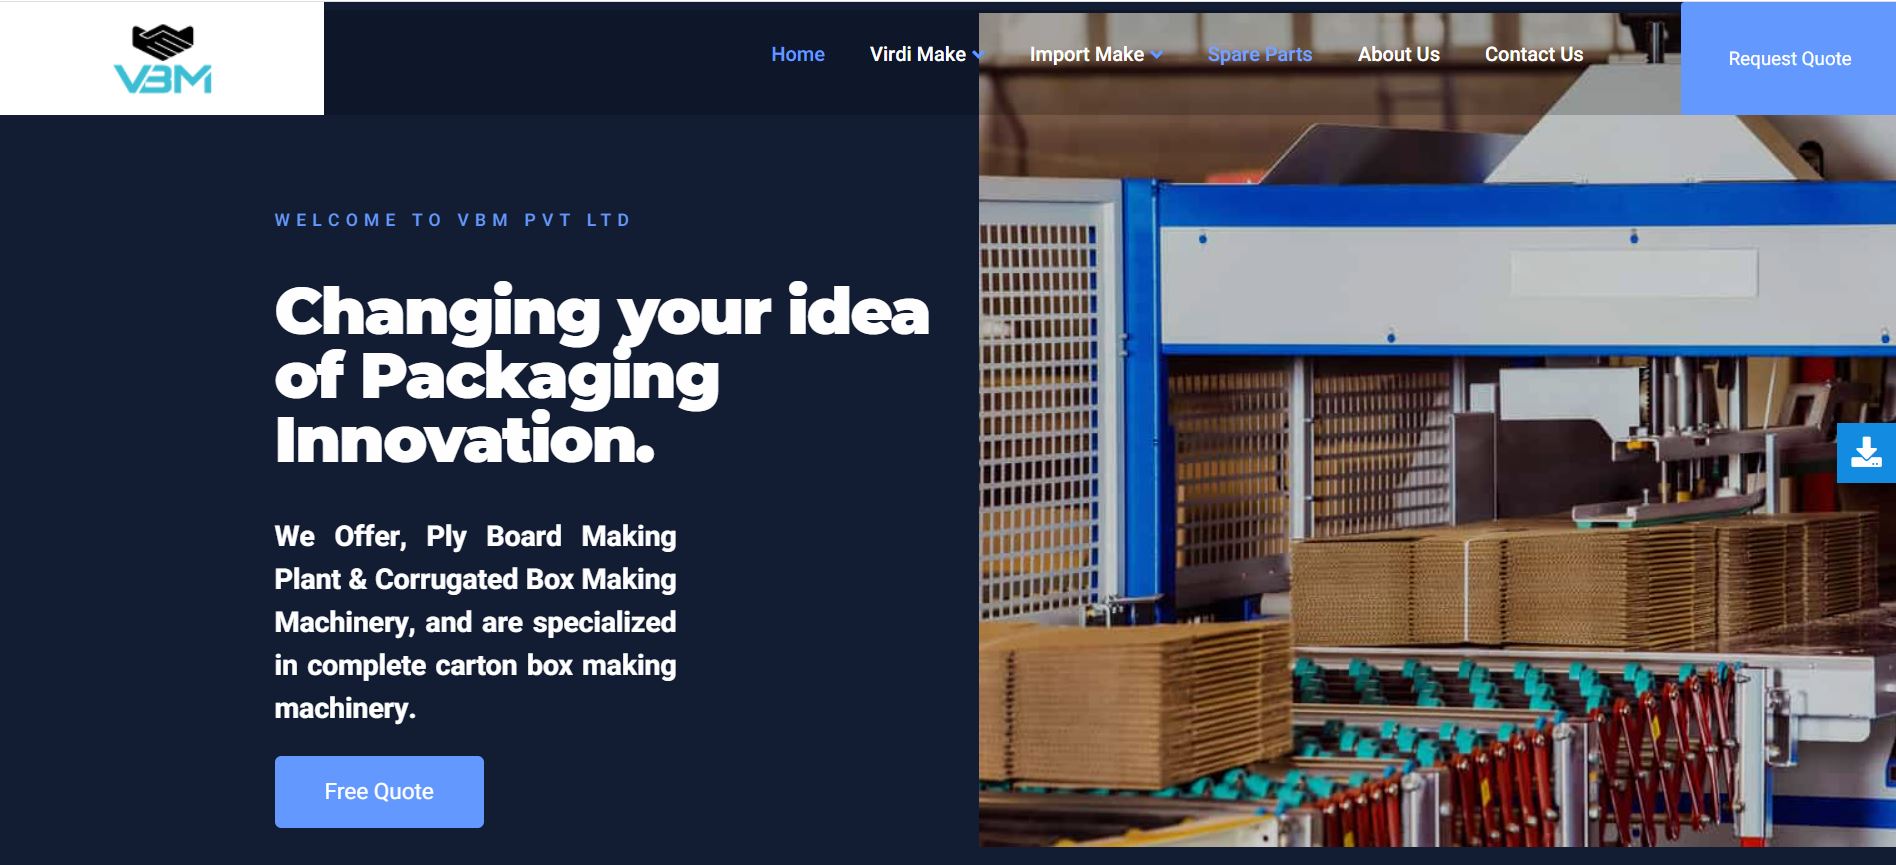 VBM
Home
Virdi Make
Import Make
Spare Parts
About Us
Contact Us
Request Quote
WELCOME TO VBM PVT LTD
Changing your idea
of Packaging
Innovation.
We Offer, Ply Board Making
Plant & Corrugated Box Making
Machinery, and are specialized
in complete carton box making
machinery.
Free Quote